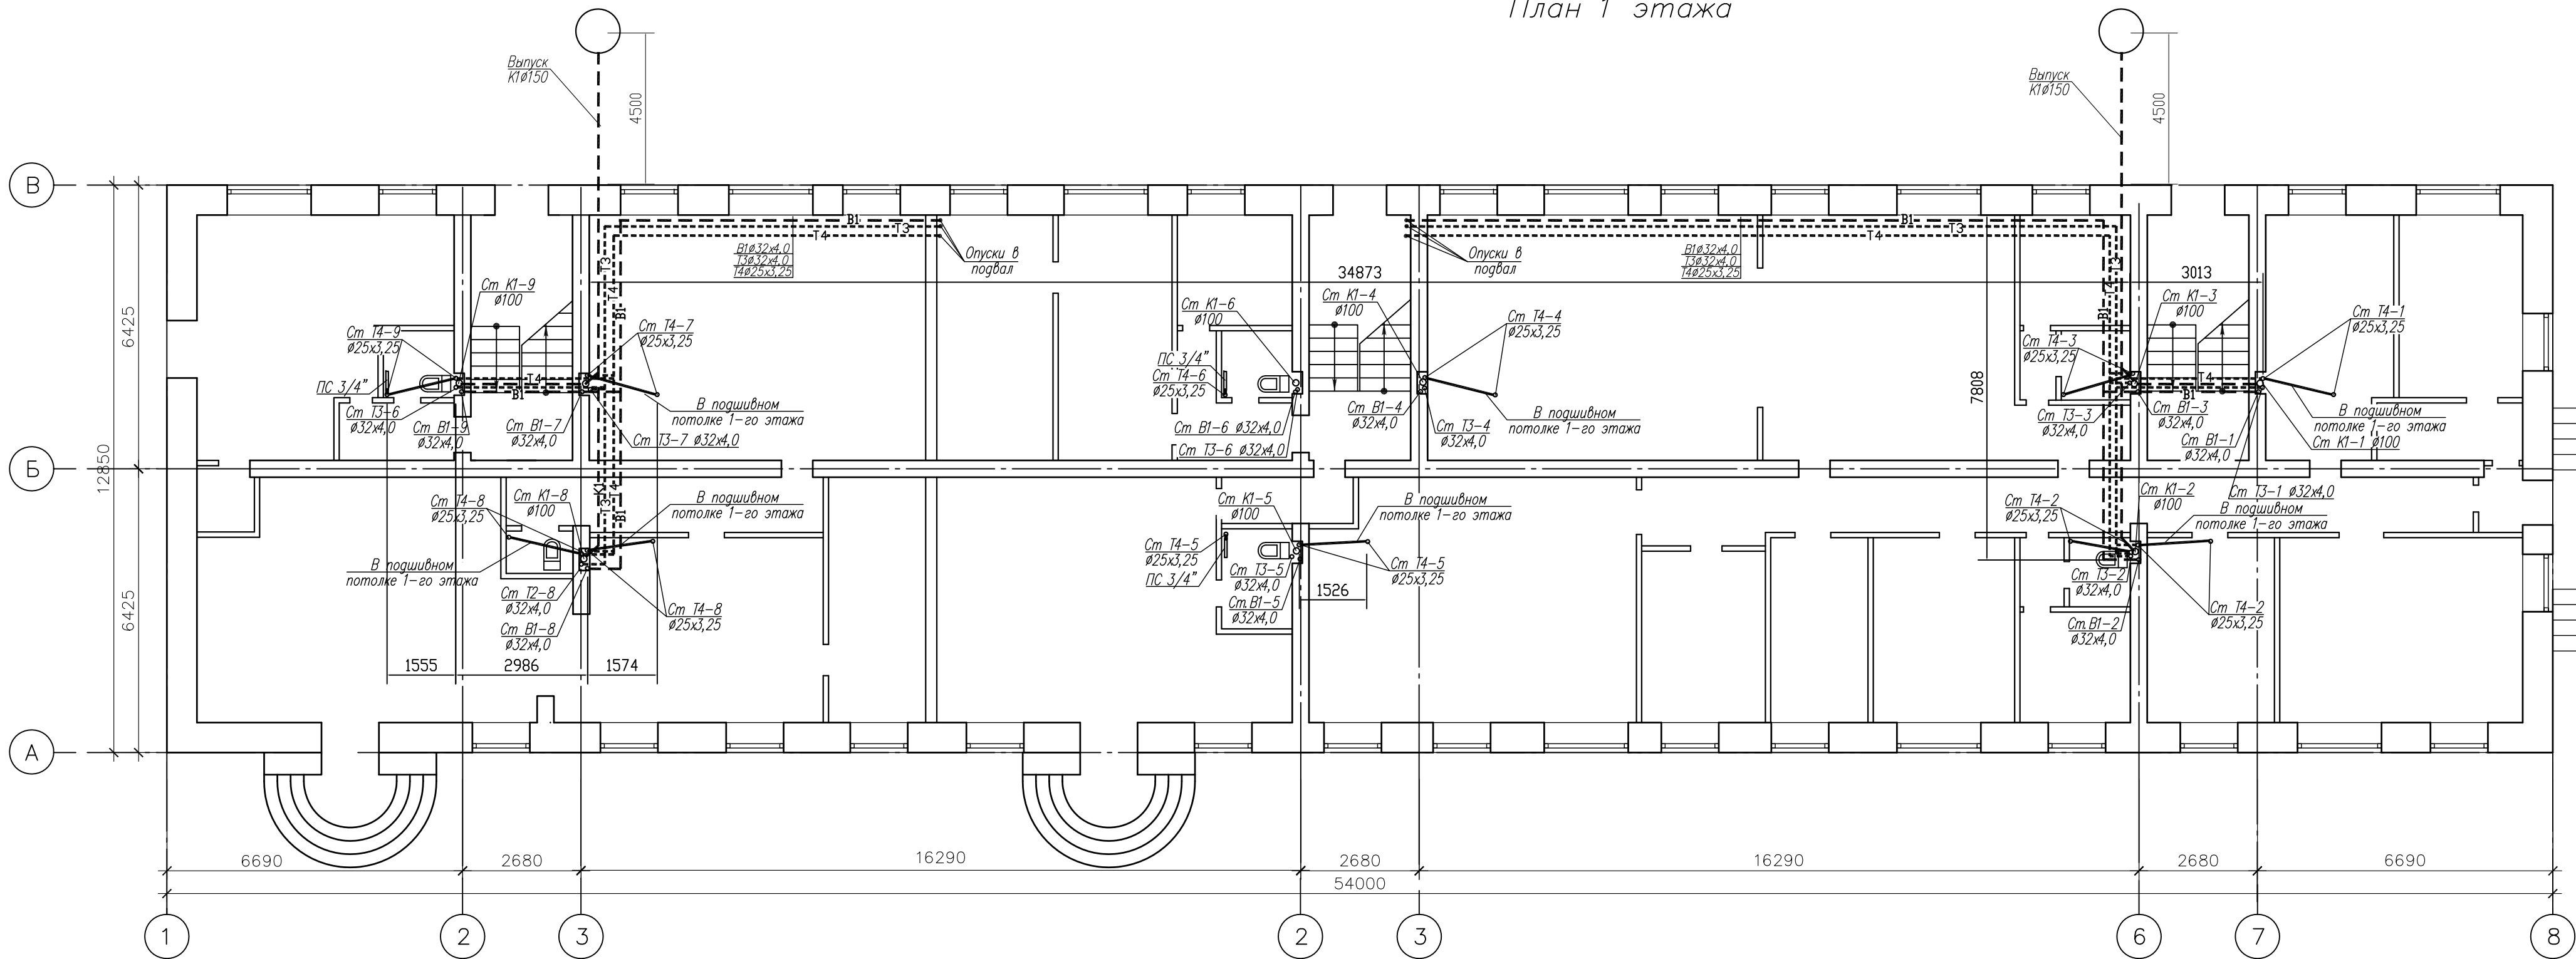 План 1 этажа
Выпуск
К1ø150
4500
Выпуск
К1ø150
4500
В
Б
А
6425
12850
6425
В1
Т3
Т4
В1ø32х4,0
Т3ø32х4,0
Т4ø25х3,25
Опуски в
подвал
Т3
Т4
В1
В1
Т3
Т4
В1ø32х4,0
Т3ø32х4,0
Т4ø25х3,25
Опуски в
подвал
34873
3013
7808
Т3
Т4
В1
Ст К1-9
ø100
Ст Т4-9
ø25х3,25
ПС 3/4"
Ст Т3-6
ø32х4,0
Ст В1-9
ø32х4,0
Т4
В1
Ст В1-7
ø32х4,0
Ст Т4-7
ø25х3,25
В подшивном
потолке 1-го этажа
Ст Т3-7 ø32х4,0
Ст К1-6
ø100
ПС 3/4"
Ст Т4-6
ø25х3,25
Ст В1-6 ø32х4,0
Ст Т3-6 ø32х4,0
Ст К1-4
ø100
Ст Т4-4
ø25х3,25
Ст В1-4
ø32х4,0
Ст Т3-4
ø32х4,0
В подшивном
потолке 1-го этажа
Ст Т4-3
ø25х3,25
Ст К1-3
ø100
Ст Т3-3
ø32х4,0
Ст В1-3
ø32х4,0
Т4
В1
Ст В1-1
ø32х4,0
Ст Т4-1
ø25х3,25
В подшивном
потолке 1-го этажа
Ст К1-1 ø100
Ст Т3-1 ø32х4,0
Ст Т4-8
ø25х3,25
Ст К1-8
ø100
К1
Т3
Т4
В1
В подшивном
потолке 1-го этажа
В подшивном
потолке 1-го этажа
Ст Т2-8
ø32х4,0
Ст В1-8
ø32х4,0
Ст Т4-8
ø25х3,25
1555
2986
1574
Ст К1-5
ø100
Ст Т4-5
ø25х3,25
ПС 3/4"
Ст Т3-5
ø32х4,0
Ст.В1-5
ø32х4,0
В подшивном
потолке 1-го этажа
Ст Т4-5
ø25х3,25
1526
Ст Т4-2
ø25х3,25
Ст К1-2
ø100
В подшивном
потолке 1-го этажа
Ст Т3-2
ø32х4,0
Ст.В1-2
ø32х4,0
Ст Т4-2
ø25х3,25
6690
2680
16290
2680
16290
2680
6690
54000
1
2
3
2
3
6
7
8